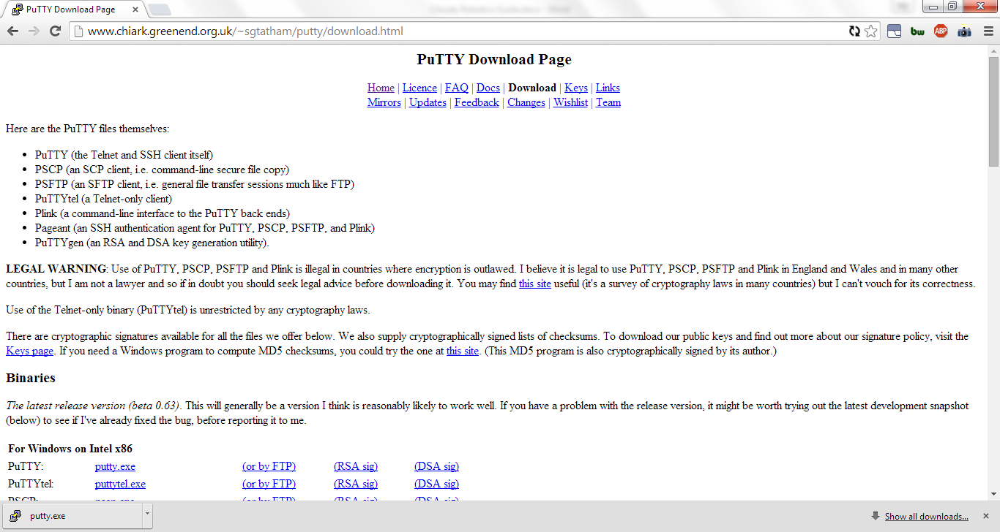 PuTTY Download Page
www.chiark.greenend.org.uk/~sgtatham/putty/download.html
bw
ABP
PuTTY Download Page
Home | Licence | FAQ | Docs | Download | Keys | Links
Mirrors | Updates | Feedback | Changes | Wishlist | Team
Here are the PuTTY files themselves:
• PuTTY (the Telnet and SSH client itself)
• PSCP (an SCP client, i.e. command-line secure file copy)
• PSFTP (an SFTP client, i.e. general file transfer sessions much like FTP)
• PuTTYtel (a Telnet-only client)
• Plink (a command-line interface to the PuTTY back ends)
• Pageant (an SSH authentication agent for PuTTY, PSCP, PSFTP, and Plink)
• PuTTYgen (an RSA and DSA key generation utility).
LEGAL WARNING: Use of PuTTY, PSCP, PSFTP and Plink is illegal in countries where encryption is outlawed. I believe it is legal to use PuTTY, PSCP, PSFTP and Plink in England and Wales and in many other
countries, but I am not a lawyer and so if in doubt you should seek legal advice before downloading it. You may find this site useful (it's a survey of cryptography laws in many countries) but I can't vouch for its correctness.
Use of the Telnet-only binary (PuTTYtel) is unrestricted by any cryptography laws.
There are cryptographic signatures available for all the files we offer below. We also supply cryptographically signed lists of checksums. To download our public keys and find out more about our signature policy, visit the
Keys page. If you need a Windows program to compute MD5 checksums, you could try the one at this site. (This MD5 program is also cryptographically signed by its author.)
Binaries
The latest release version (beta 0.63). This will generally be a version I think is reasonably likely to work well. If you have a problem with the release version, it might be worth trying out the latest development snapshot
(below) to see if I've already fixed the bug, before reporting it to me.
For Windows on Intel x86
PuTTY: putty.exe (or by FTP) (RSA sig) (DSA sig)
PuTTYtel: puttytel.exe (or by FTP) (RSA sig) (DSA sig)
PSCP: pscp.exe (or by FTP) (RSA sig) (DSA sig)
putty.exe
Show all downloads...